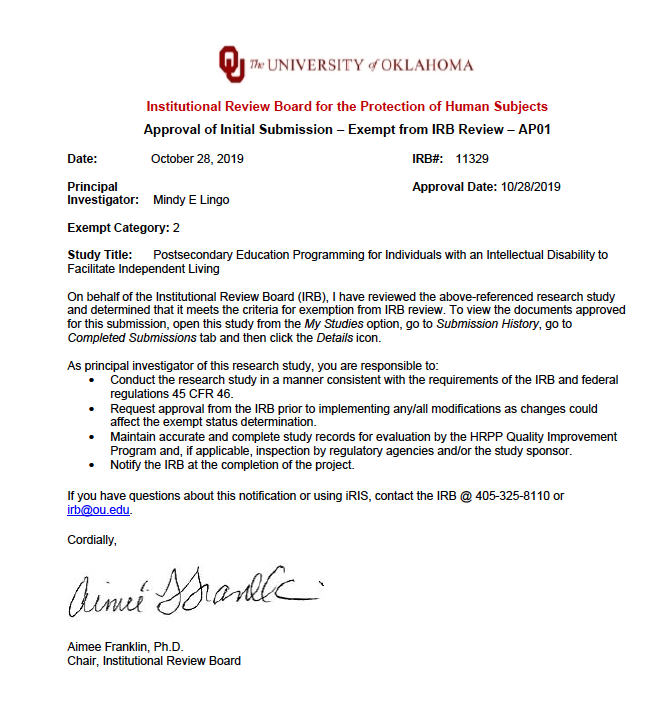 The UNIVERSITY of OKLAHOMA
Institutional Review Board for the Protection of Human Subjects
Approval of Initial Submission – Exempt from IRB Review – AP01
Date: October 28, 2019 IRB#: 11329
Principal Approval Date: 10/28/2019
Investigator: Mindy E Lingo
Exempt Category: 2
Study Title: Postsecondary Education Programming for Individuals with an Intellectual Disability to
Facilitate Independent Living
On behalf of the Institutional Review Board (IRB), I have reviewed the above-referenced research study
and determined that it meets the criteria for exemption from IRB review. To view the documents approved
for this submission, open this study from the My Studies option, go to Submission History, go to
Completed Submissions tab and then click the Details icon.
As principal investigator of this research study, you are responsible to:
• Conduct the research study in a manner consistent with the requirements of the IRB and federal
regulations 45 CFR 46.
• Request approval from the IRB prior to implementing any/all modifications as changes could
affect the exempt status determination.
• Maintain accurate and complete study records for evaluation by the HRPP Quality Improvement
Program and, if applicable, inspection by regulatory agencies and/or the study sponsor.
• Notify the IRB at the completion of the project.
If you have questions about this notification or using iRIS, contact the IRB @ 405-325-8110 or
irb@ou.edu.
Cordially,
Aimeé
Aimee Franklin, Ph.D.
Chair, Institutional Review Board